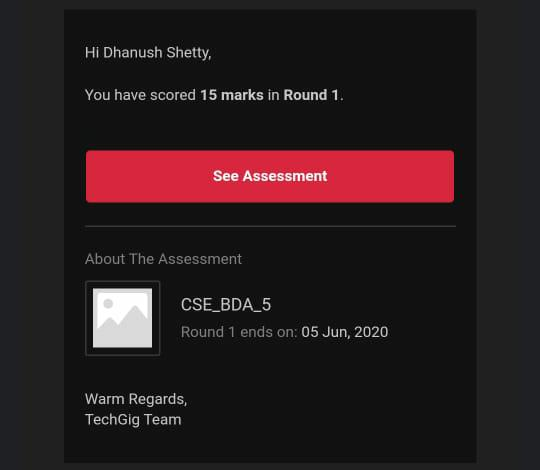 Hi Dhanush Shetty,
You have scored 15 marks in Round 1.
See Assessment
About The Assessment
CSE_BDA_5
Round 1 ends on: 05 Jun, 2020
Warm Regards,
TechGig Team